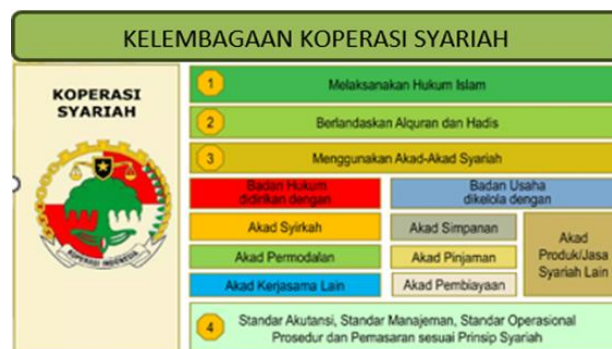 KELEMBAGAAN KOPERASI SYARIAH
KOPERASI
SYARIAH
KOPERASI INDONESIA
1
Melaksanakan Hukum Islam
2
Berlandaskan Alquran dan Hadis
3
Menggunakan Akad-Akad Syariah
Badan Hukum
didirikan dengan
Akad Syirkah
Akad Permodalan
Akad Kerjasama Lain
Badan Usaha
dikelola dengan
Akad Simpanan
Akad Pinjaman
Akad Pembiayaan
Akad
Produk/Jasa
Syariah Lain
4
Standar Akutansi, Standar Manajeman, Standar Operasional
Prosedur dan Pemasaran sesuai Prinsip Syariah